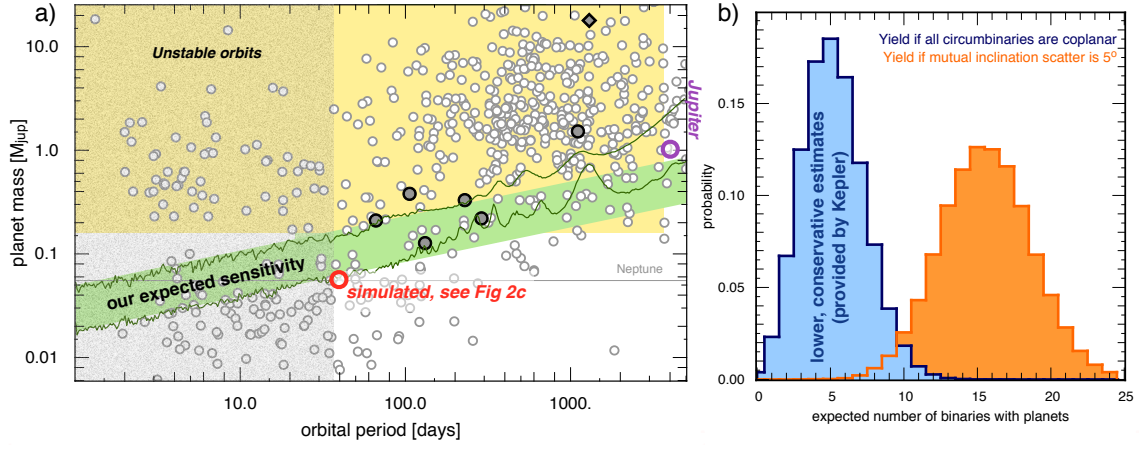 a)
Unstable orbits
our expected sensitivity
simulated, see Fig 2c
Neptune
Jupiter
10.0
1.0
0.1
0.01
planet mass [Mjup]
10.0
100.0
1000.
orbital period [days]
b)
Yield if all circumbinaries are coplanar
Yield if mutual inclination scatter is 5º
lower, conservative estimates
(provided by Kepler)
0.15
0.10
0.05
0.00
probability
0
5
10
15
20
25
expected number of binaries with planets